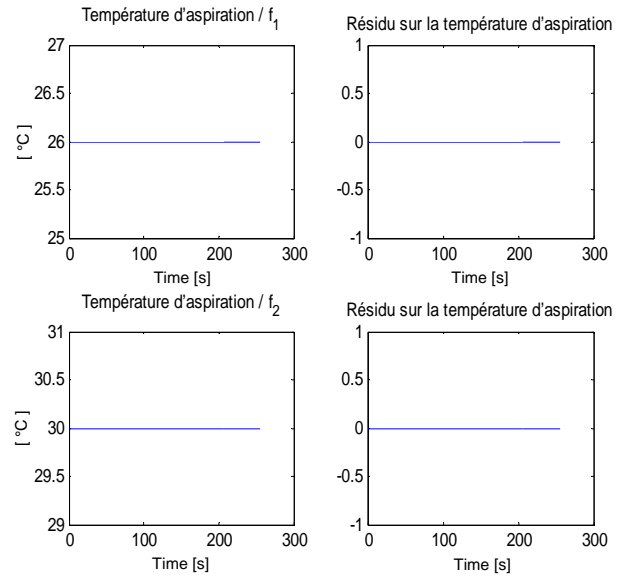 Température d'aspiration / f1
27
26.5
26
25.5
25
[ °C ]
0 100 200 300
Time [s]
Résidu sur la température d'aspiration
1
0.5
0
-0.5
-1
0 100 200 300
Time [s]
Température d'aspiration / f2
31
30.5
30
29.5
29
[ °C ]
0 100 200 300
Time [s]
Résidu sur la température d'aspiration
1
0.5
0
-0.5
-1
0 100 200 300
Time [s]